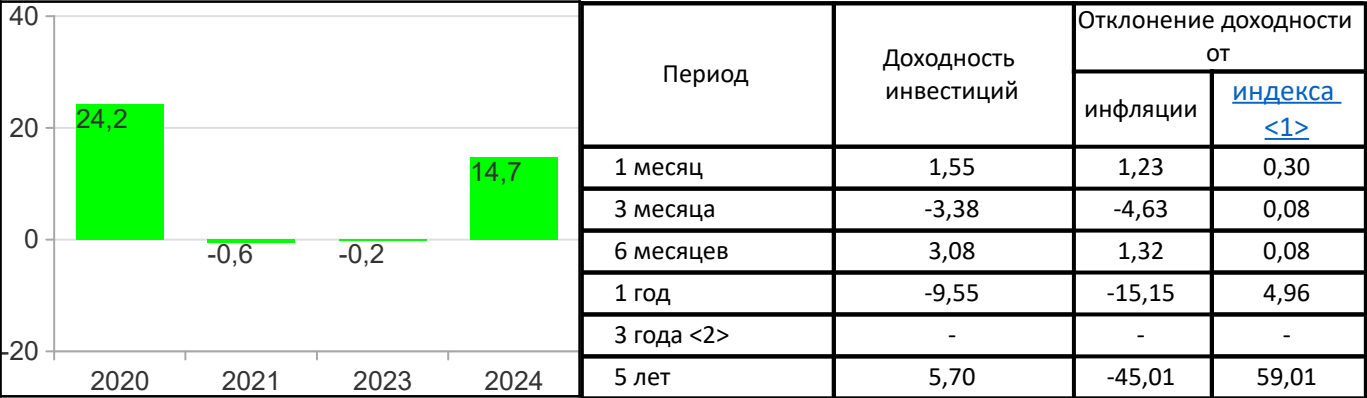 40
20
0
-20
24,2
-0,6
-0,2
14,7
2020 2021 2023 2024
Период
Доходность
инвестиций
Отклонение доходности
от
инфляции
индекса
<1>
1 месяц 1,55 1,23 0,30
3 месяца -3,38 -4,63 0,08
6 месяцев 3,08 1,32 0,08
1 год -9,55 -15,15 4,96
3 года <2> - - -
5 лет 5,70 -45,01 59,01